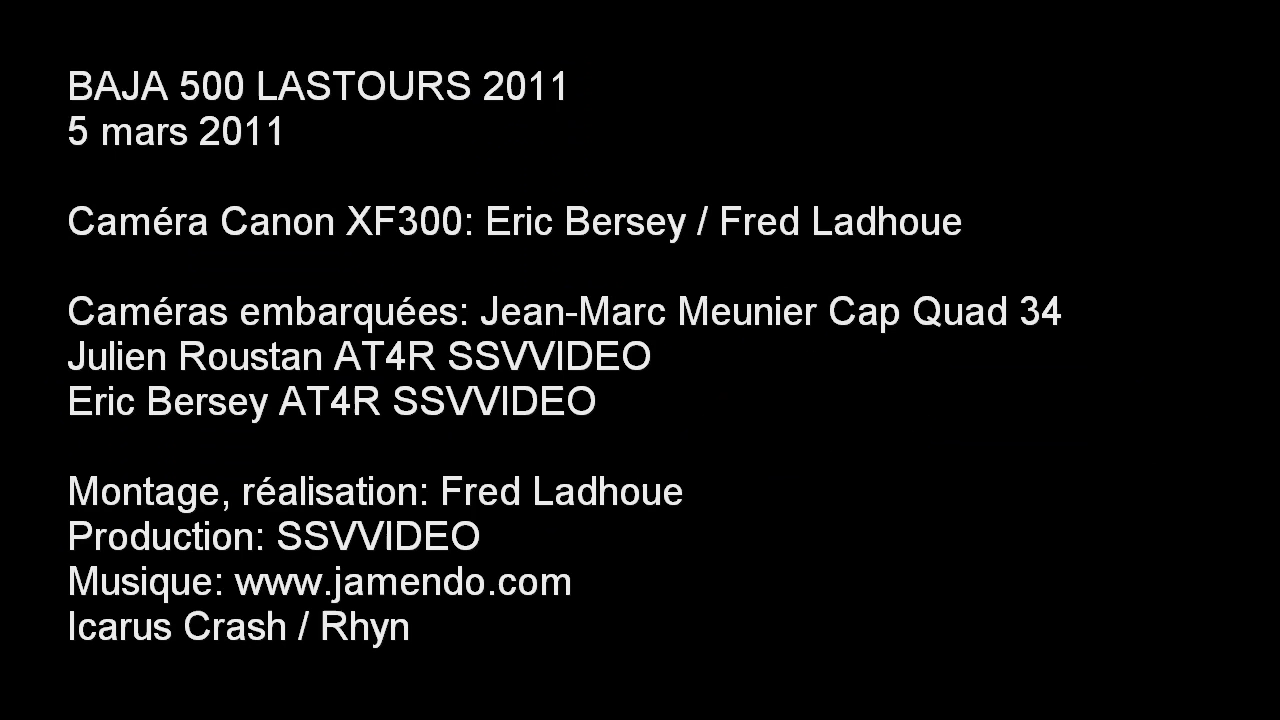 BAJA 500 LASTOURS 2011
5 mars 2011
Caméra Canon XF300: Eric Bersey / Fred Ladhoue
Caméras embarquées: Jean-Marc Meunier Cap Quad 34
Julien Roustan AT4R SSVVIDEO
Eric Bersey AT4R SSVVIDEO
Montage, réalisation: Fred Ladhoue
Production: SSVVIDEO
Musique: www.jamendo.com
Icarus Crash / Rhyn